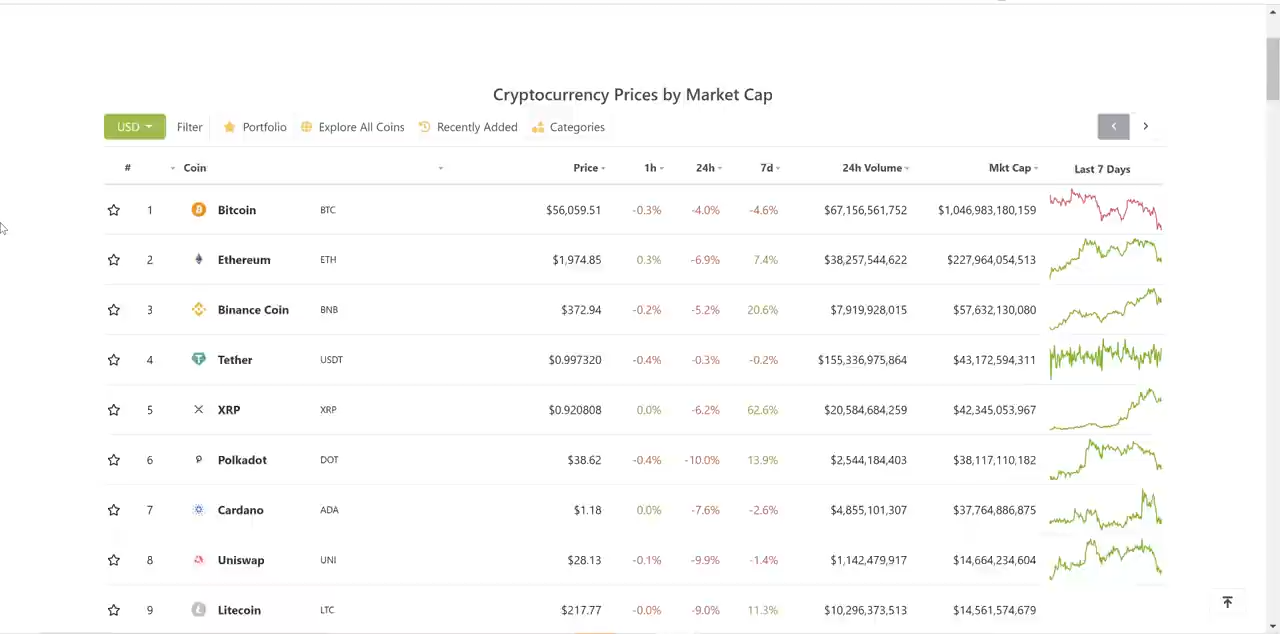 Cryptocurrency Prices by Market Cap
USD Filter Portfolio Explore All Coins Recently Added Categories
# Coin Price 1h 24h 7d 24h Volume Mkt Cap Last 7 Days
1 Bitcoin BTC $56,059.51 -0.3% -4.0% -4.6% $67,156,561,752 $1,046,983,180,159
2 Ethereum ETH $1,974.85 0.3% -6.9% 7.4% $38,257,544,622 $227,964,054,513
3 Binance Coin BNB $372.94 -0.2% -5.2% 20.6% $7,919,928,015 $57,632,130,080
4 Tether USDT $0.997320 -0.4% -0.3% -0.2% $155,336,975,864 $43,172,594,311
5 XRP XRP $0.920808 0.0% -6.2% 62.6% $20,584,684,259 $42,345,053,967
6 Polkadot DOT $38.62 -0.4% -10.0% 13.9% $2,544,184,403 $38,117,110,182
7 Cardano ADA $1.18 0.0% -7.6% -2.6% $4,855,101,307 $37,764,886,875
8 Uniswap UNI $28.13 -0.1% -9.9% -1.4% $1,142,479,917 $14,664,234,604
9 Litecoin LTC $217.77 -0.0% -9.0% 11.3% $10,296,373,513 $14,561,574,679